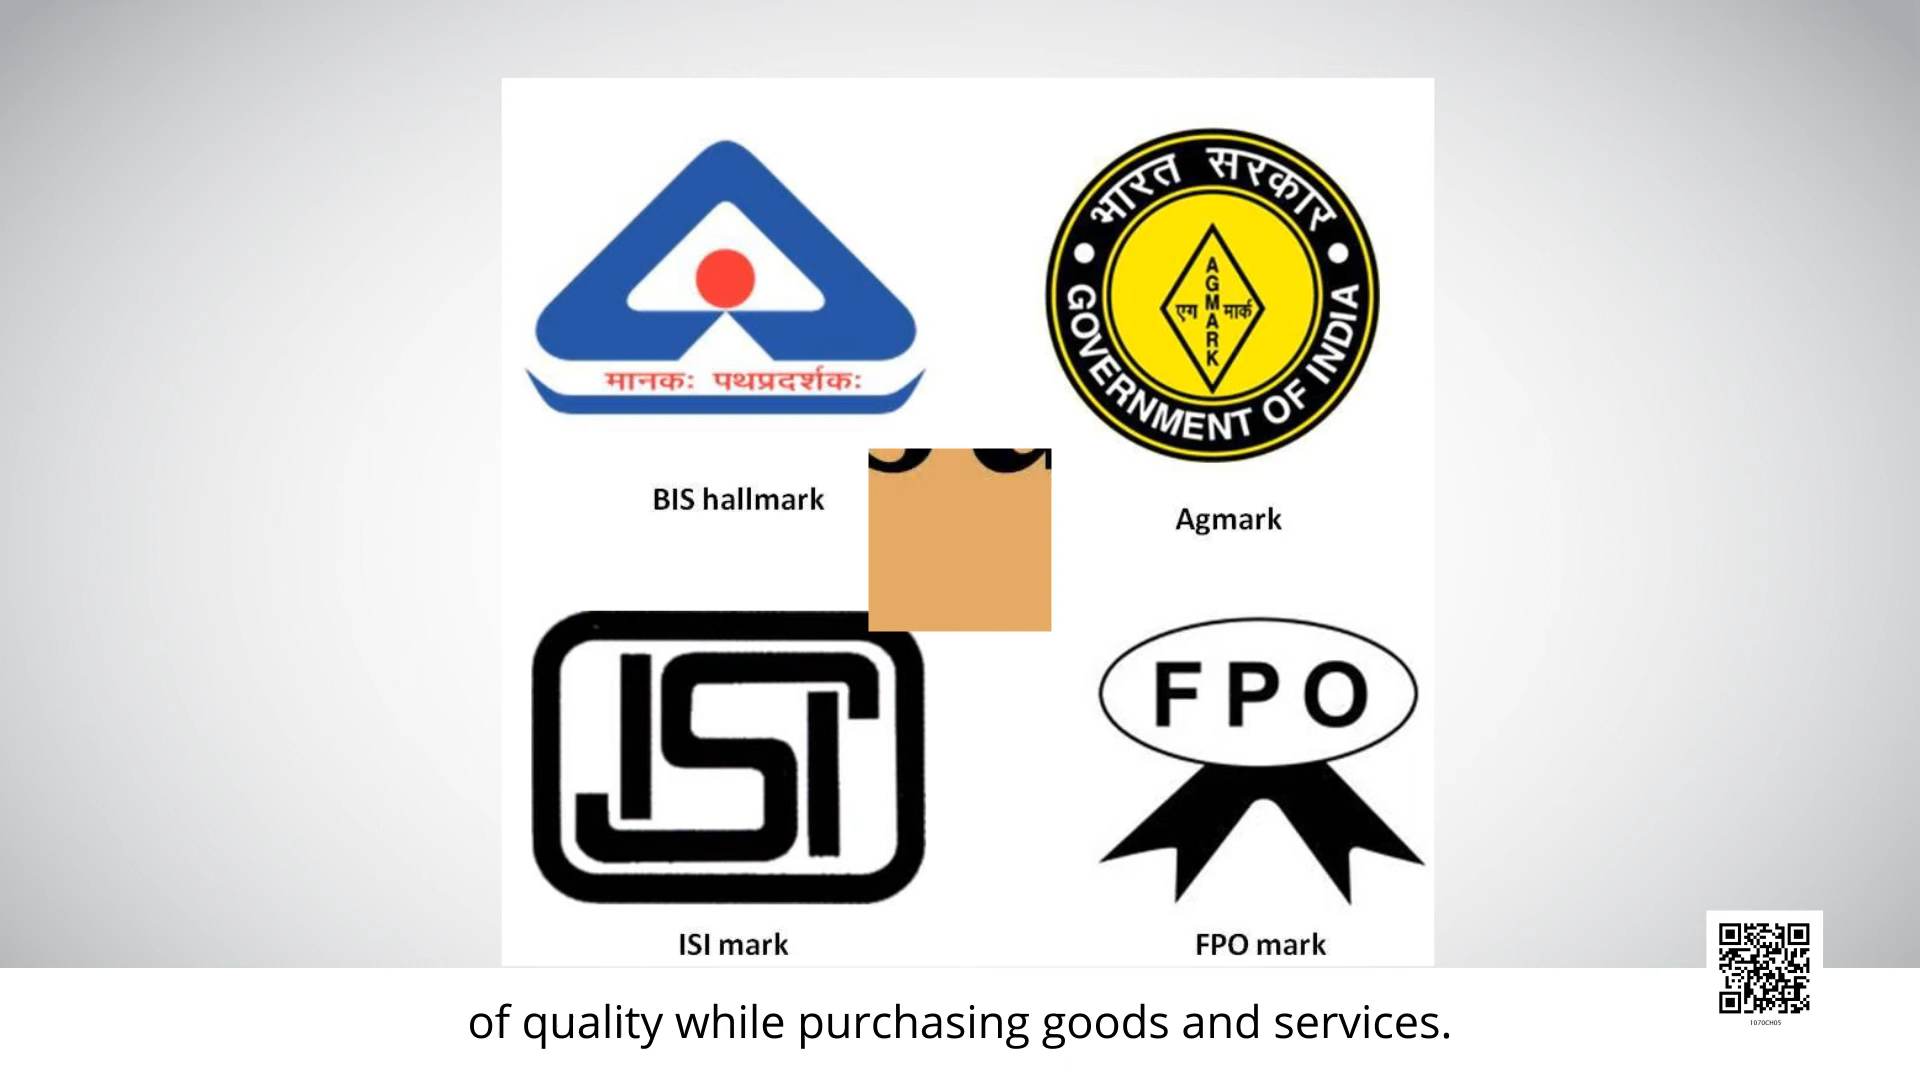 मानकः पथप्रदर्शकः
BIS hallmark
भारत सरकार
AGMARK
एग मार्क
GOVERNMENT OF INDIA
Agmark
ISI
ISI mark
FPO
FPO mark
of quality while purchasing goods and services.
1070CH05